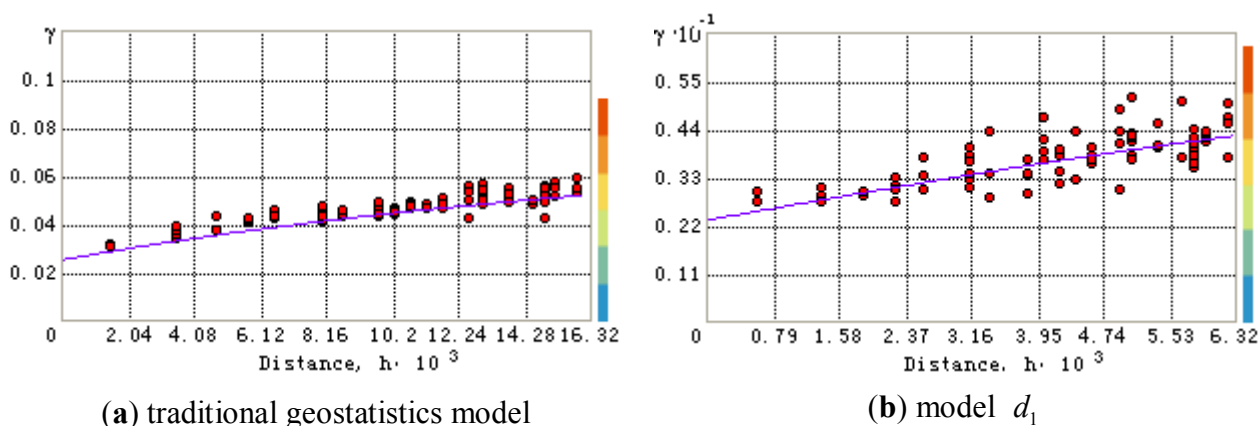 γ
0.1
0.08
0.06
0.04
0.02
0 2.04 4.08 6.12 8.16 10.2 12.24 14.28 16.32
Distance, h· 10 3
(a) traditional geostatistics model
γ·10 -1
0.55
0.44
0.33
0.22
0.11
0 0.79 1.58 2.37 3.16 3.95 4.74 5.53 6.32
Distance, h· 10 3
(b) model d1